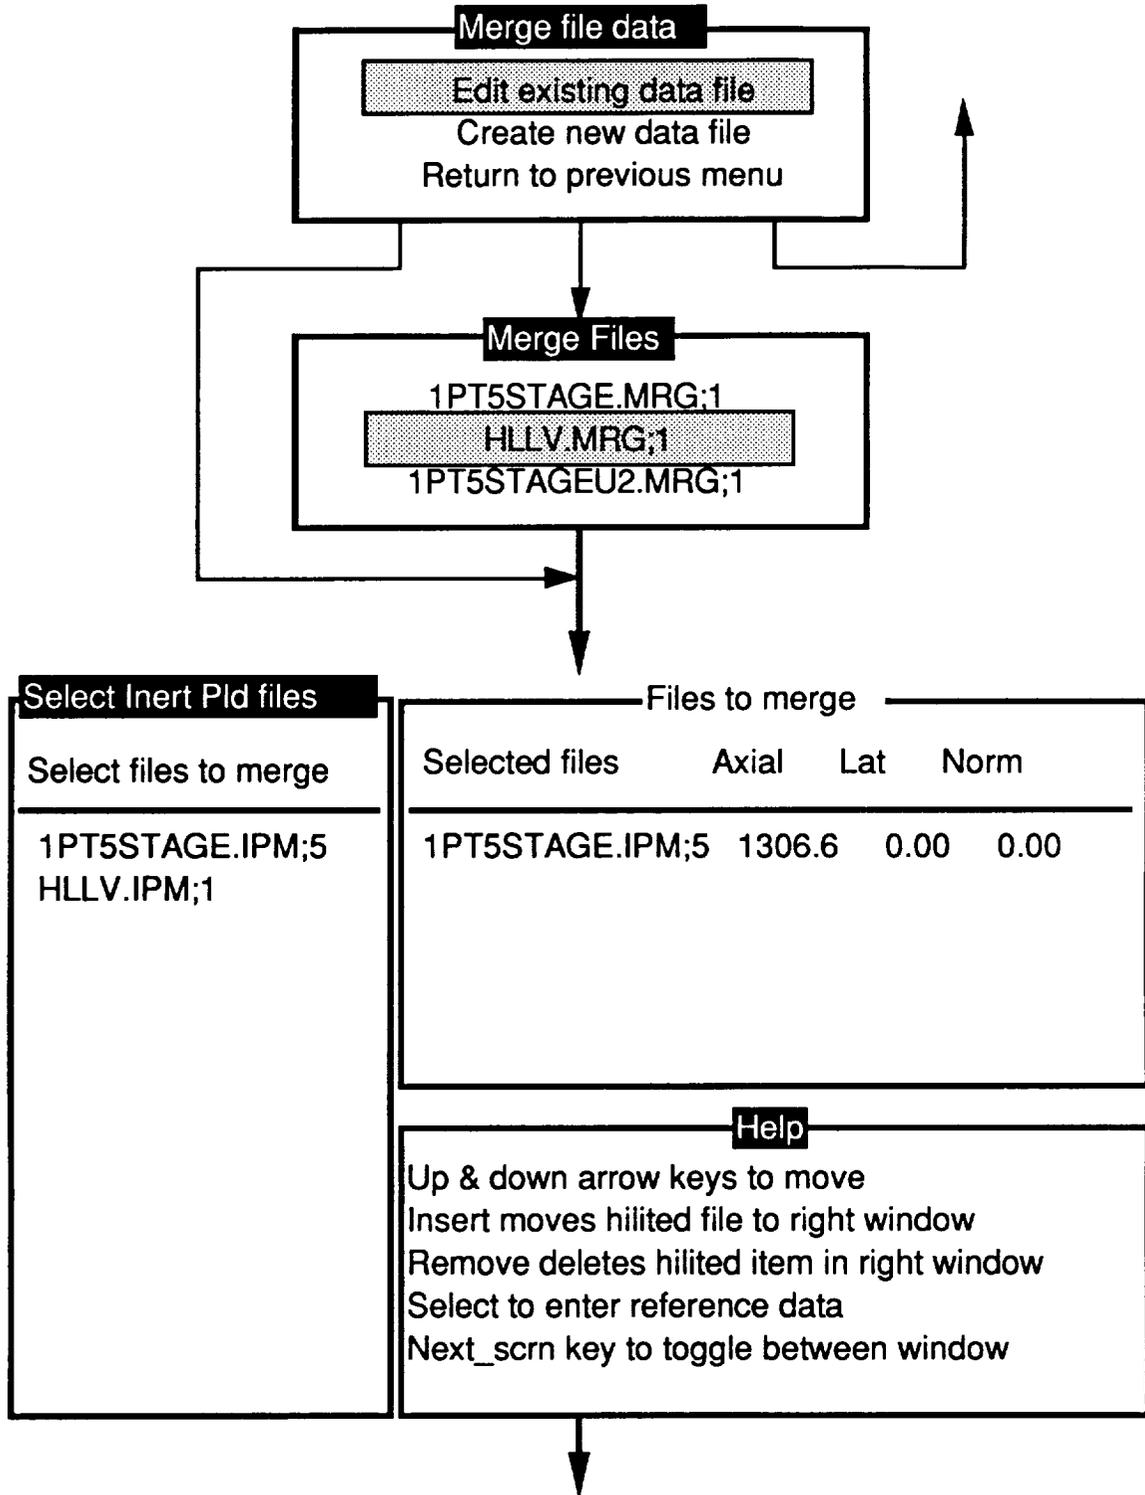 Merge file data
Edit existing data file
Create new data file
Return to previous menu
Merge Files
1PT5STAGE.MRG;1
HLLV.MRG;1
1PT5STAGEU2.MRG;1
Select Inert Pld files
Select files to merge
1PT5STAGE.IPM;5
HLLV.IPM;1
Files to merge
Selected files Axial Lat Norm
1PT5STAGE.IPM;5 1306.6 0.00 0.00
Help
Up & down arrow keys to move
Insert moves hilited file to right window
Remove deletes hilited item in right window
Select to enter reference data
Next_scrn key to toggle between window